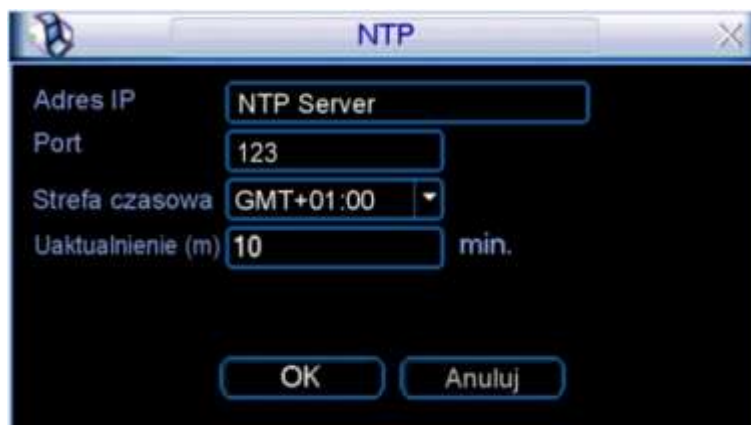 NTP
Adres IP NTP Server
Port 123
Strefa czasowa GMT+01:00
Uaktualnienie (m) 10 min.
OK Anuluj